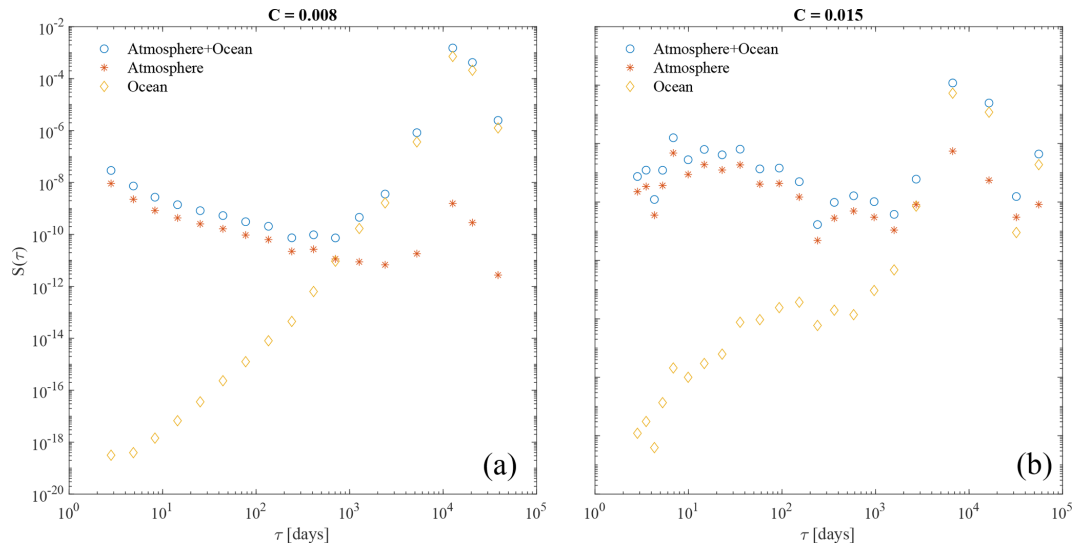 C = 0.008
10^-2
10^-4
10^-6
10^-8
10^-10
10^-12
10^-14
10^-16
10^-18
10^-20
S(τ)
Atmosphere+Ocean
Atmosphere
Ocean
(a)
10^0 10^1 10^2 10^3 10^4 10^5
τ [days]
C = 0.015
Atmosphere+Ocean
Atmosphere
Ocean
(b)
10^0 10^1 10^2 10^3 10^4 10^5
τ [days]